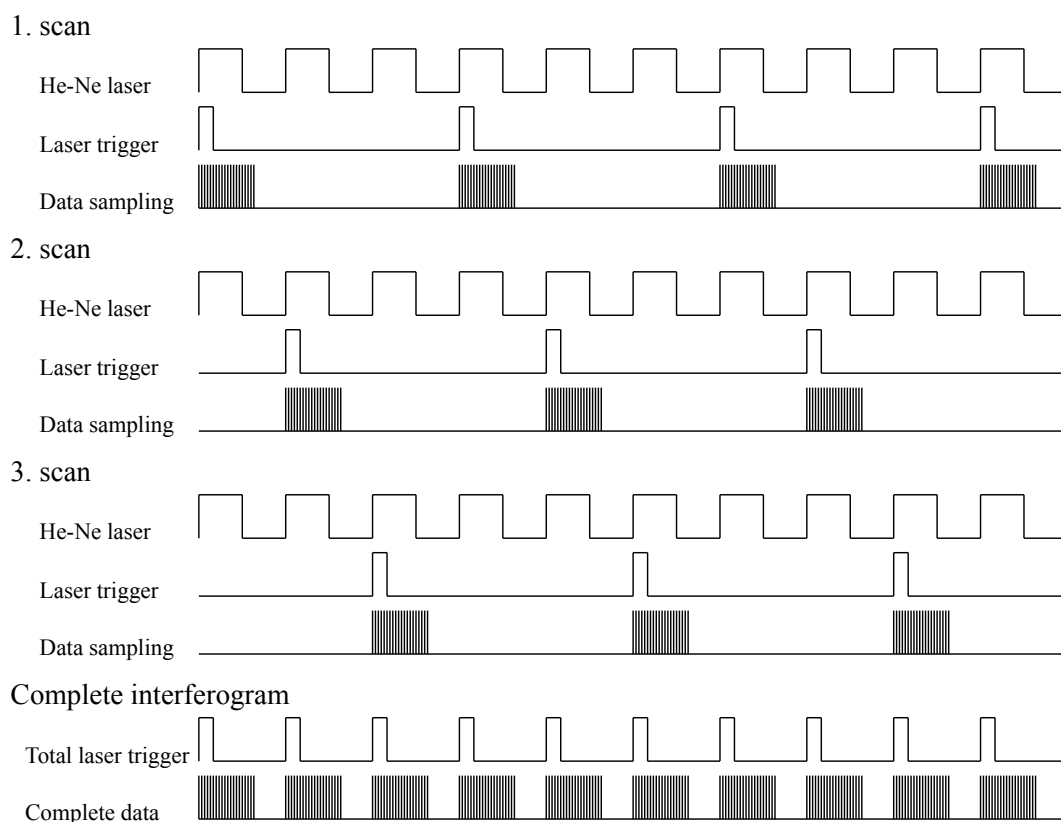 1. scan
He-Ne laser
Laser trigger
Data sampling
2. scan
He-Ne laser
Laser trigger
Data sampling
3. scan
He-Ne laser
Laser trigger
Data sampling
Complete interferogram
Total laser trigger
Complete data